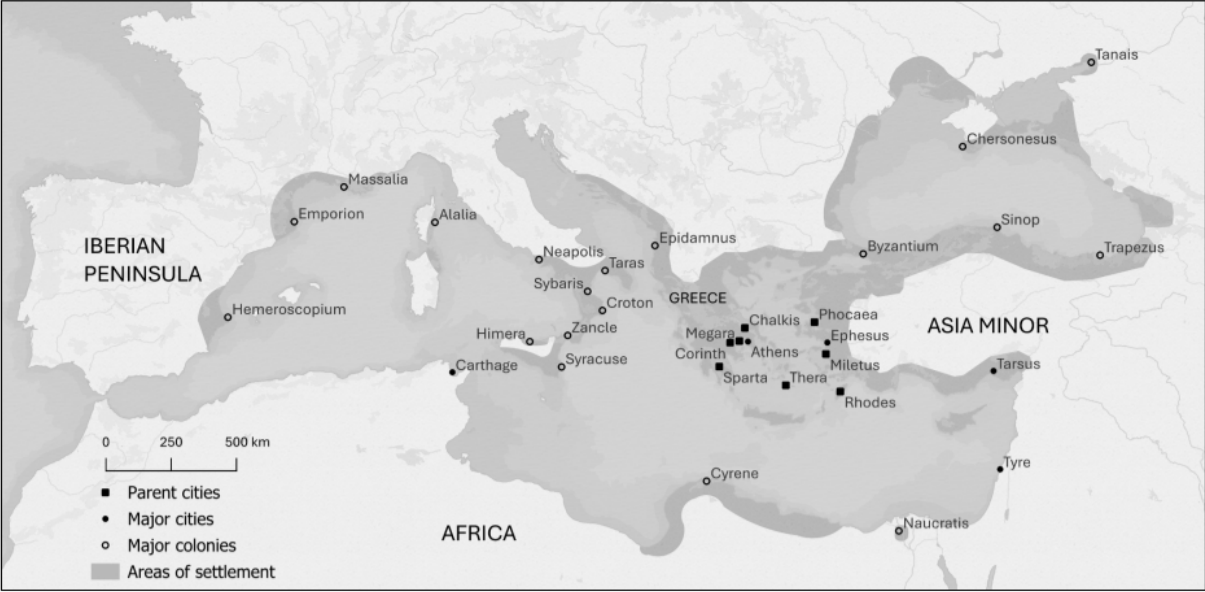 Tanais
Chersonesus
Massalia
Emporion
Alalia
Sinop
IBERIAN
PENINSULA
Neapolis
Epidamnus
Byzantium
Trapezus
Taras
Sybaris
GREECE
Hemeroscopium
Croton
Phocaea
Chalkis
ASIA MINOR
Himera
Zancle
Megara
Ephesus
Corinth
Athens
Carthage
Syracuse
Miletus
Tarsus
Sparta
Thera
Rhodes
0 250 500 km
Tyre
Cyrene
Parent cities
Major cities
AFRICA
Naucratis
Major colonies
Areas of settlement